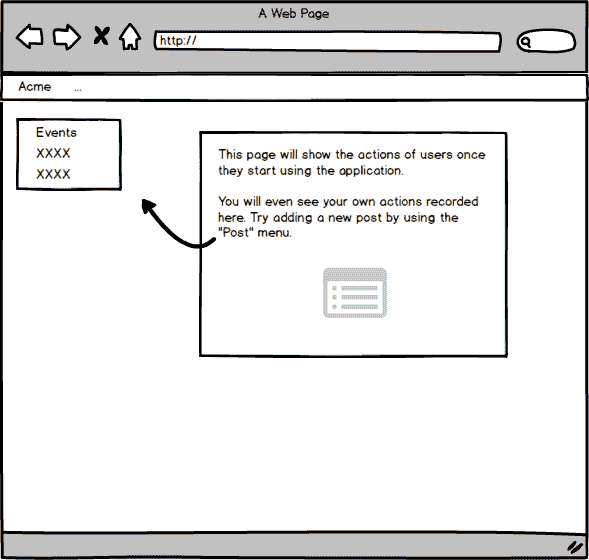 A Web Page
http://
Acme ...
Events
XXXX
XXXX
This page will show the actions of users once
they start using the application.
You will even see your own actions recorded
here. Try adding a new post by using the
"Post" menu.